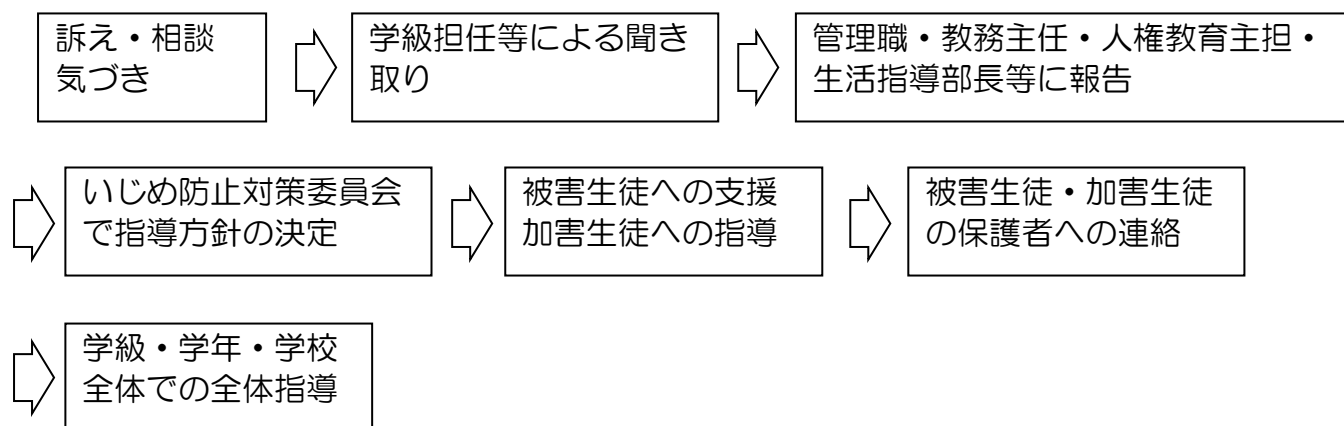 訴え・相談
気づき
学級担任等による聞き
取り
管理職・教務主任・人権教育主担・
生活指導部長等に報告
いじめ防止対策委員会
で指導方針の決定
被害生徒への支援
加害生徒への指導
被害生徒・加害生徒
の保護者への連絡
学級・学年・学校
全体での全体指導